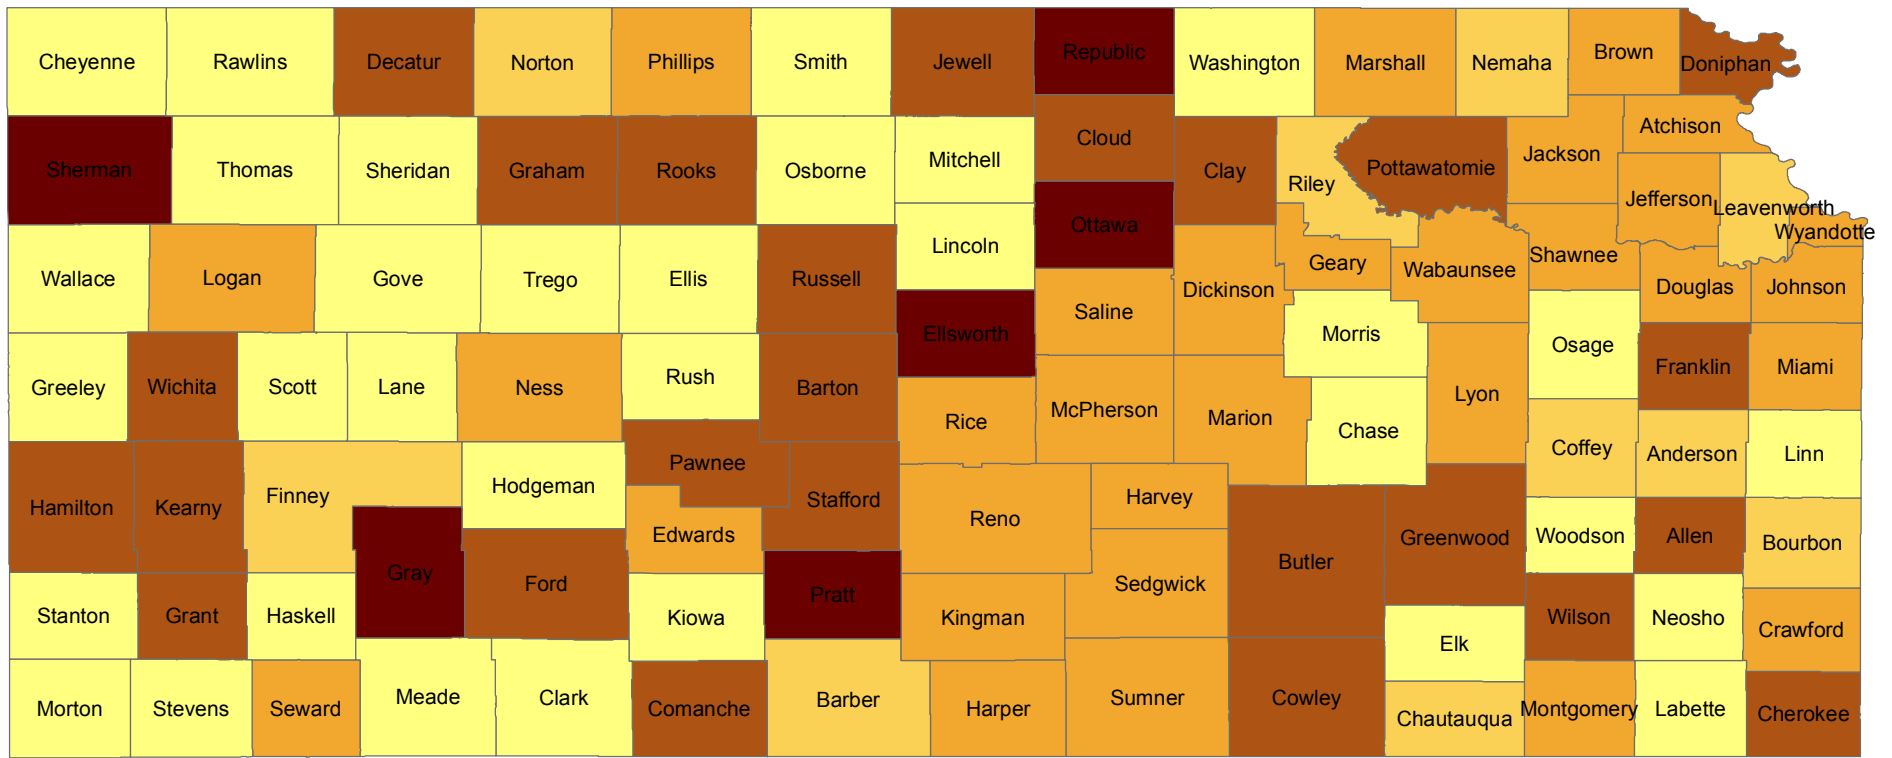 Cheyenne
Rawlins
Decatur
Norton
Phillips
Smith
Jewell
Republic
Washington
Marshall
Nemaha
Brown
Doniphan
Sherman
Thomas
Sheridan
Graham
Rooks
Osborne
Mitchell
Cloud
Clay
Riley
Pottawatomie
Jackson
Atchison
Jefferson
Leavenworth
Wyandotte
Wallace
Logan
Gove
Trego
Ellis
Russell
Lincoln
Ottawa
Saline
Dickinson
Geary
Wabaunsee
Shawnee
Douglas
Johnson
Greeley
Wichita
Scott
Lane
Ness
Rush
Barton
Ellsworth
Rice
McPherson
Marion
Morris
Chase
Lyon
Osage
Franklin
Miami
Hamilton
Kearny
Finney
Hodgeman
Pawnee
Edwards
Stafford
Reno
Harvey
Butler
Greenwood
Coffey
Anderson
Linn
Woodson
Allen
Bourbon
Stanton
Grant
Haskell
Gray
Ford
Kiowa
Pratt
Kingman
Sedgwick
Elk
Wilson
Neosho
Crawford
Morton
Stevens
Seward
Meade
Clark
Comanche
Barber
Harper
Sumner
Cowley
Chautauqua
Montgomery
Labette
Cherokee